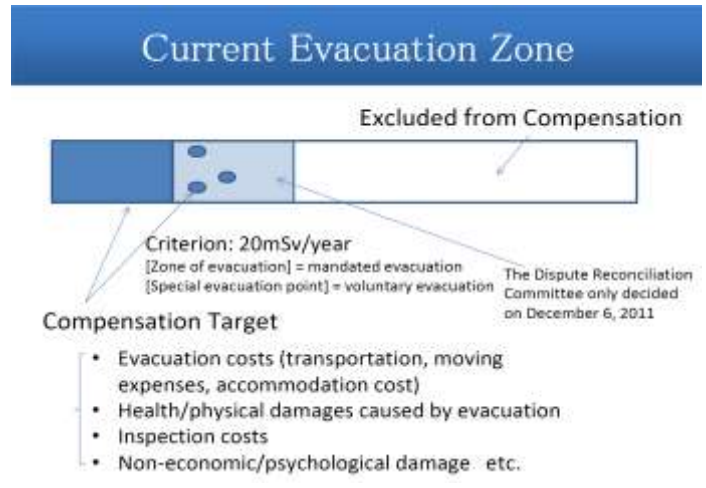 Current Evacuation Zone
Excluded from Compensation
Criterion: 20mSv/year
[Zone of evacuation] = mandated evacuation
[Special evacuation point] = voluntary evacuation
The Dispute Reconciliation
Committee only decided
on December 6, 2011
Compensation Target
• Evacuation costs (transportation, moving
expenses, accommodation cost)
• Health/physical damages caused by evacuation
• Inspection costs
• Non-economic/psychological damage etc.